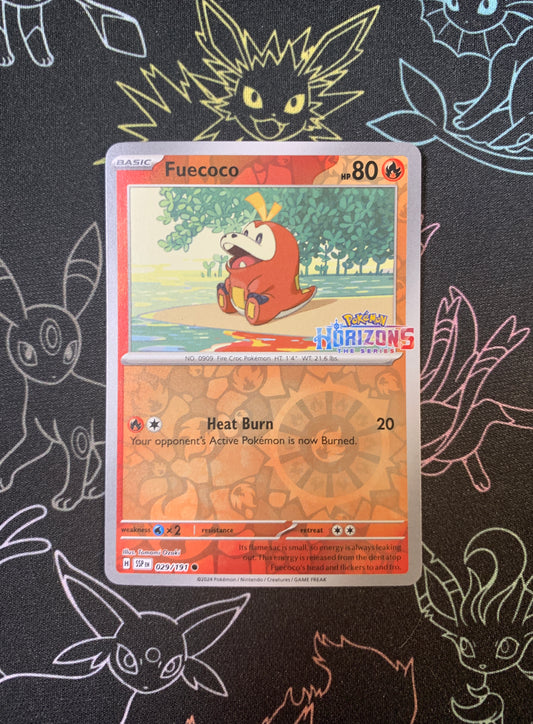 BASIC Fuecoco HP 80
Pokémon
HORIZONS
THE SERIES
NO. 0909 Fire Croc Pokémon HT: 1'4" WT: 21.6 lbs.
Heat Burn 20
Your opponent's Active Pokémon is now Burned.
weakness ×2 resistance retreat
Illus. Tomomi Ozaki
Its flame sac is small, so energy is always leaking
out. This energy is released from the dent atop
Fuecoco's head and flickers to and fro.
H SSP EN 029/191
©2024 Pokémon / Nintendo / Creatures / GAME FREAK